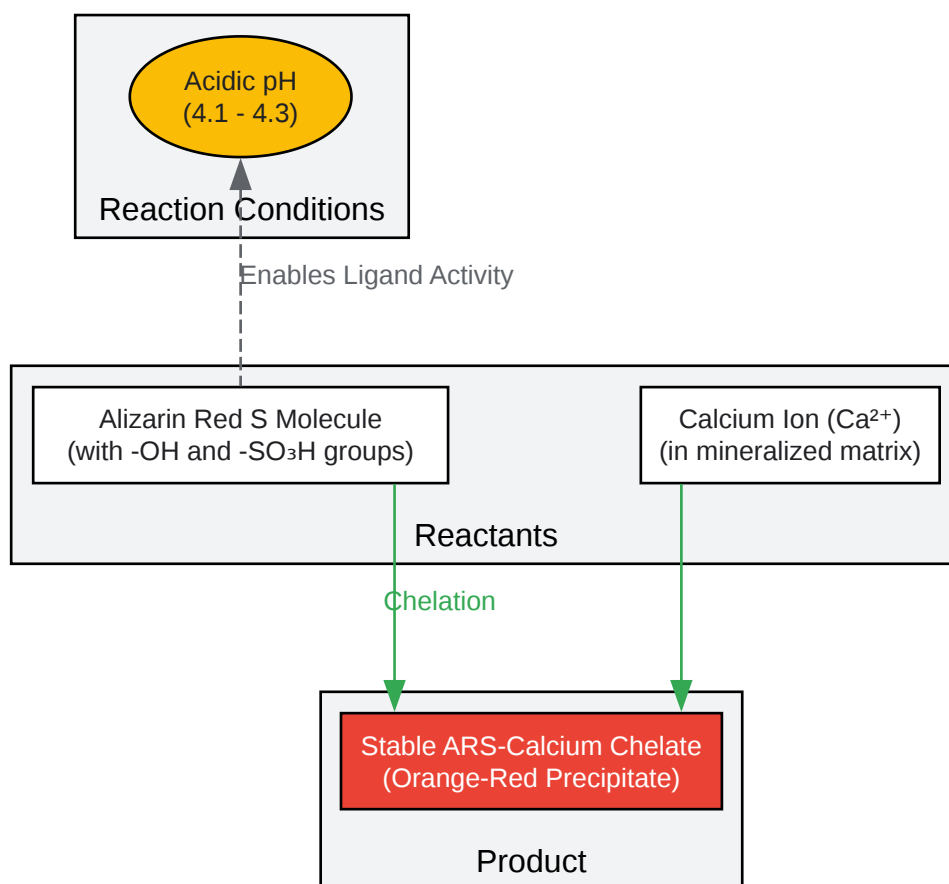 Acidic pH
(4.1 - 4.3)
Reaction Conditions
Enables Ligand Activity
Alizarin Red S Molecule
(with -OH and -SO₃H groups)
Calcium Ion (Ca²⁺)
(in mineralized matrix)
Reactants
Chelation
Stable ARS-Calcium Chelate
(Orange-Red Precipitate)
Product